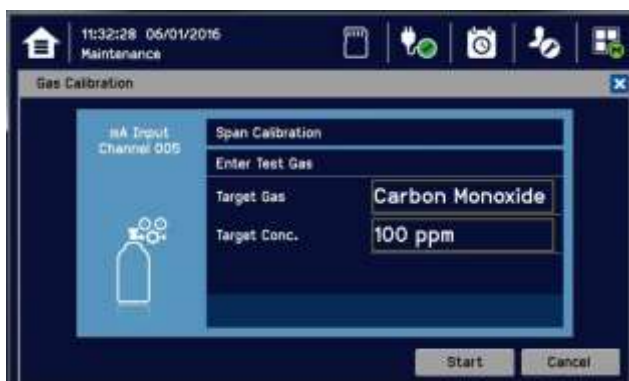 11:32:28 06/01/2016
Maintenance
Gas Calibration
mA Input
Channel 005
Span Calibration
Enter Test Gas
Target Gas
Carbon Monoxide
Target Conc.
100 ppm
Start
Cancel